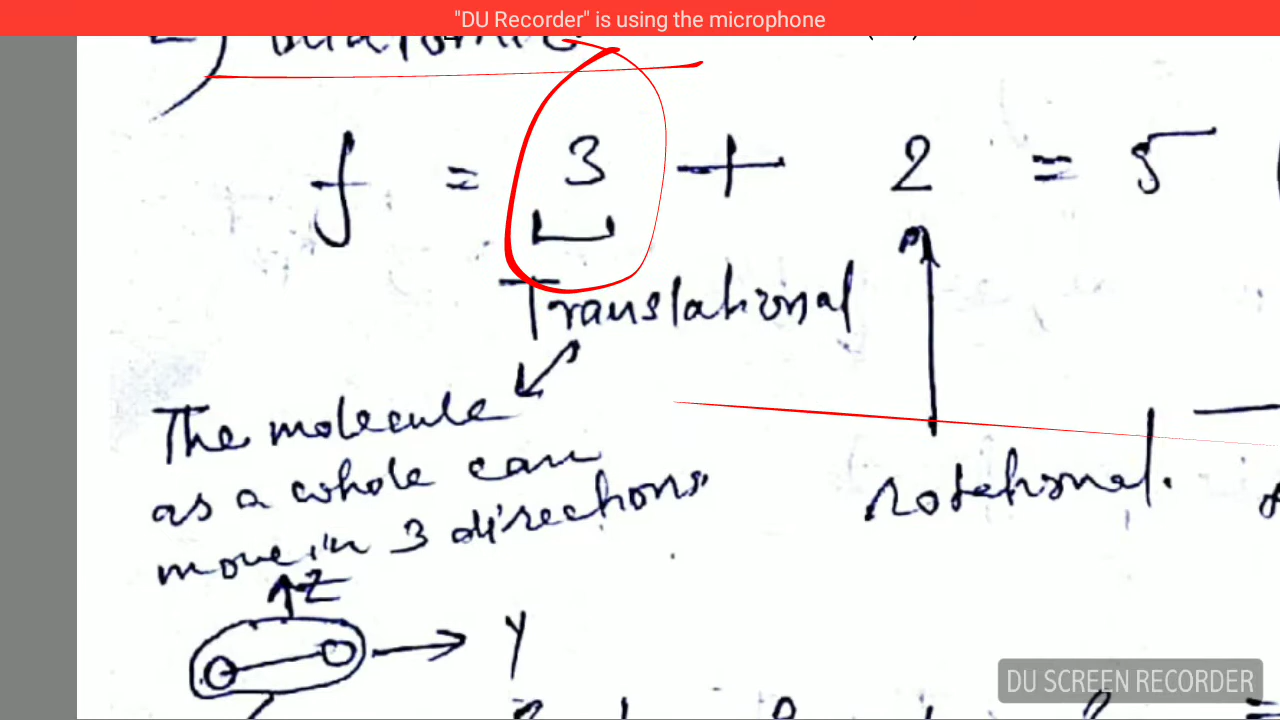 "DU Recorder" is using the microphone
f = 3 + 2 = 5
Translational
The molecule
as a whole can
move in 3 directions.
rotational.
Z
Y
DU SCREEN RECORDER